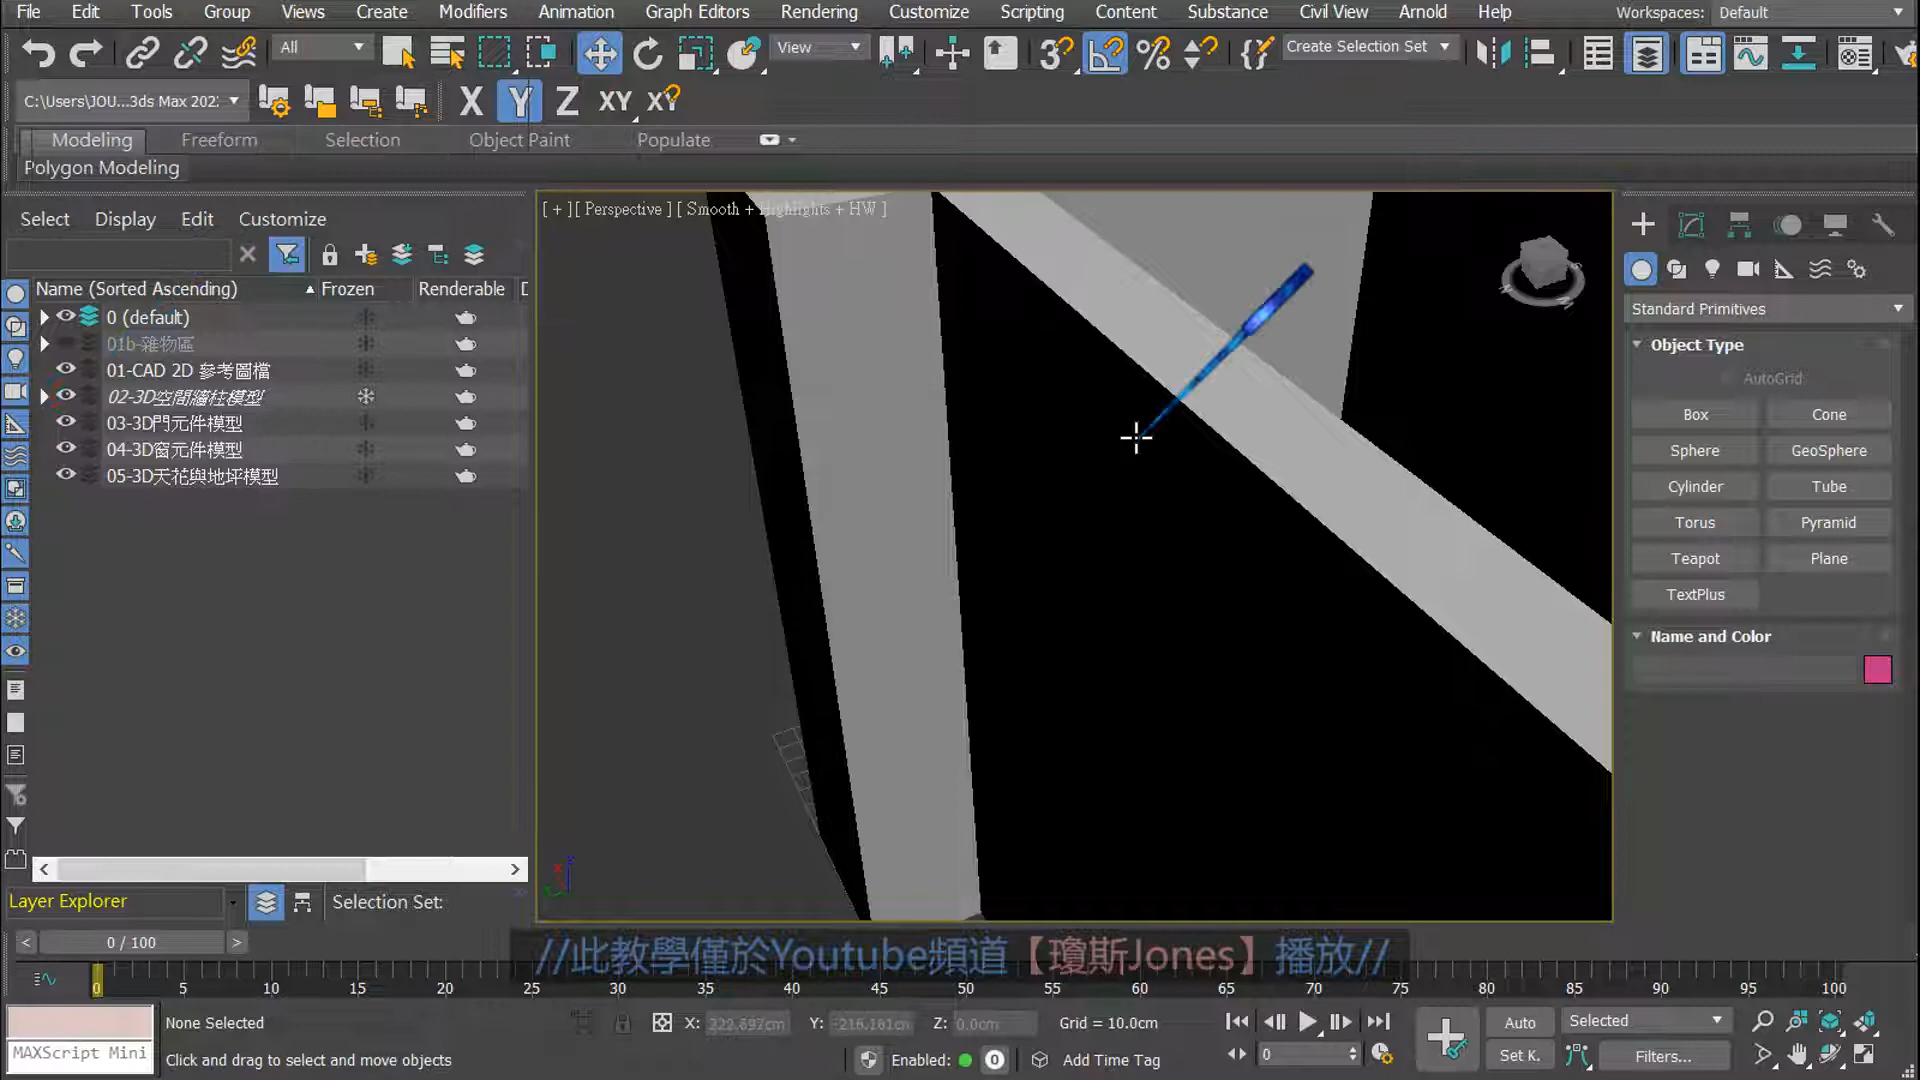 File Edit Tools Group Views Create Modifiers Animation Graph Editors Rendering Customize Scripting Content Substance Civil View Arnold Help Workspaces: Default
All View Create Selection Set
C:\Users\JOU...3ds Max 202 X Y Z XY XY
Modeling Freeform Selection Object Paint Populate
Polygon Modeling
Select Display Edit Customize
[ + ] [ Perspective ] [ Smooth + Highlights + HW ]
Name (Sorted Ascending) Frozen Renderable D
0 (default)
01b-雜物區
01-CAD 2D 參考圖檔
02-3D空間牆柱模型
03-3D門元件模型
04-3D窗元件模型
05-3D天花與地坪模型
Standard Primitives
Object Type
AutoGrid
Box Cone
Sphere GeoSphere
Cylinder Tube
Torus Pyramid
Teapot Plane
TextPlus
Name and Color
Layer Explorer Selection Set:
0 / 100
//此教學僅於Youtube頻道【瓊斯Jones】播放//
0 5 10 15 20 25 30 35 40 45 50 55 60 65 70 75 80 85 90 95 100
None Selected X: 222.697cm Y: -216.161cm Z: 0.0cm Grid = 10.0cm Auto Selected
MAXScript Mini Click and drag to select and move objects Enabled: 0 Add Time Tag 0 Set K. Filters...